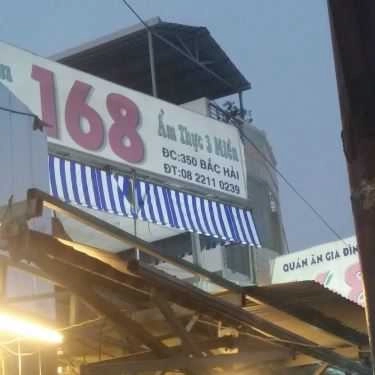 168
Ẩm Thực 3 Miền
ĐC:350 BẮC HẢI
ĐT:08 2211 0239
QUÁN ĂN GIA ĐÌN